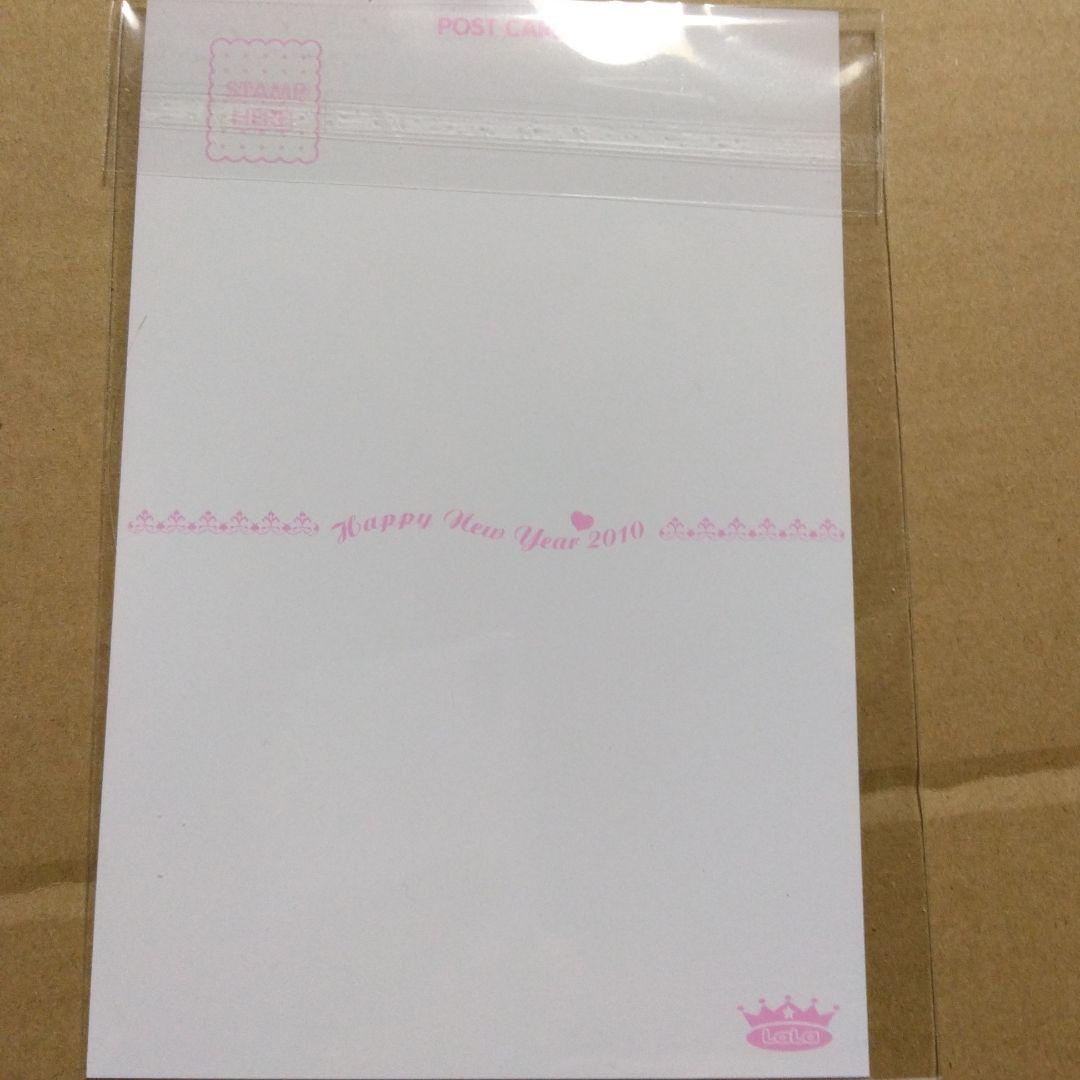 POST CARD
STAMP
HERE
Happy New Year 2010
LaLa